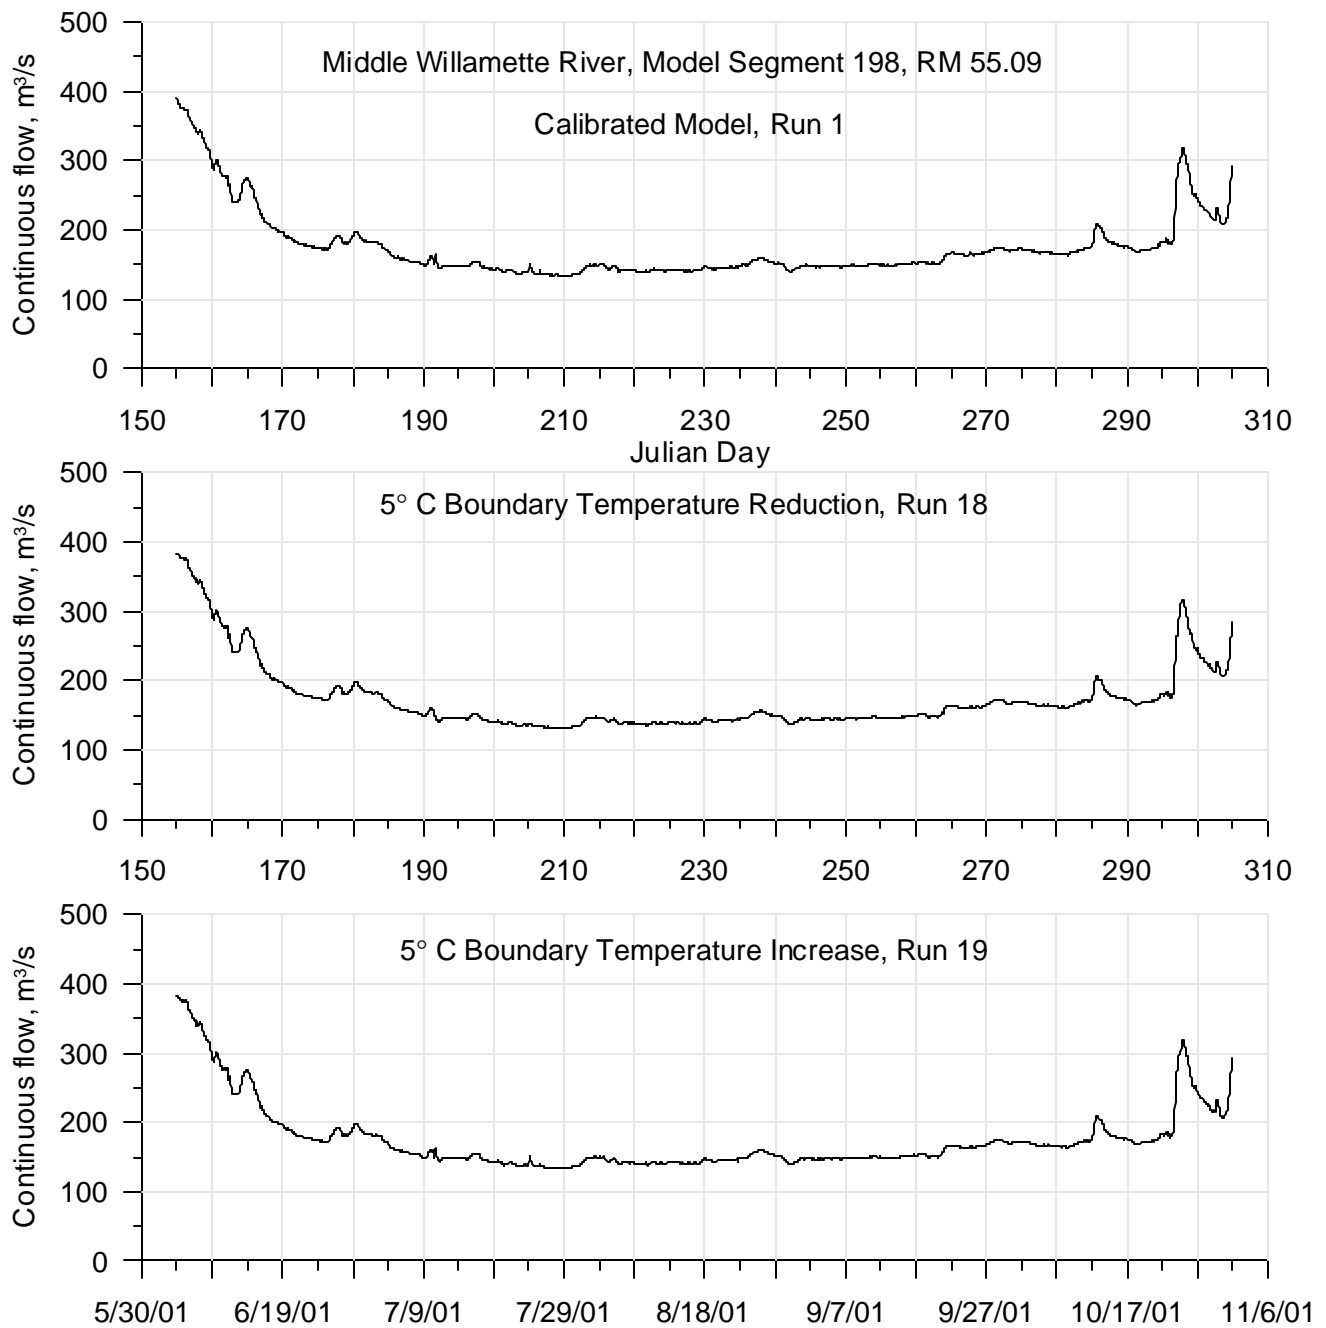 Middle Willamette River, Model Segment 198, RM 55.09
Calibrated Model, Run 1
Continuous flow, m³/s
500
400
300
200
100
0
150 170 190 210 230 250 270 290 310
Julian Day
5° C Boundary Temperature Reduction, Run 18
Continuous flow, m³/s
500
400
300
200
100
0
150 170 190 210 230 250 270 290 310
5° C Boundary Temperature Increase, Run 19
Continuous flow, m³/s
500
400
300
200
100
0
5/30/01 6/19/01 7/9/01 7/29/01 8/18/01 9/7/01 9/27/01 10/17/01 11/6/01